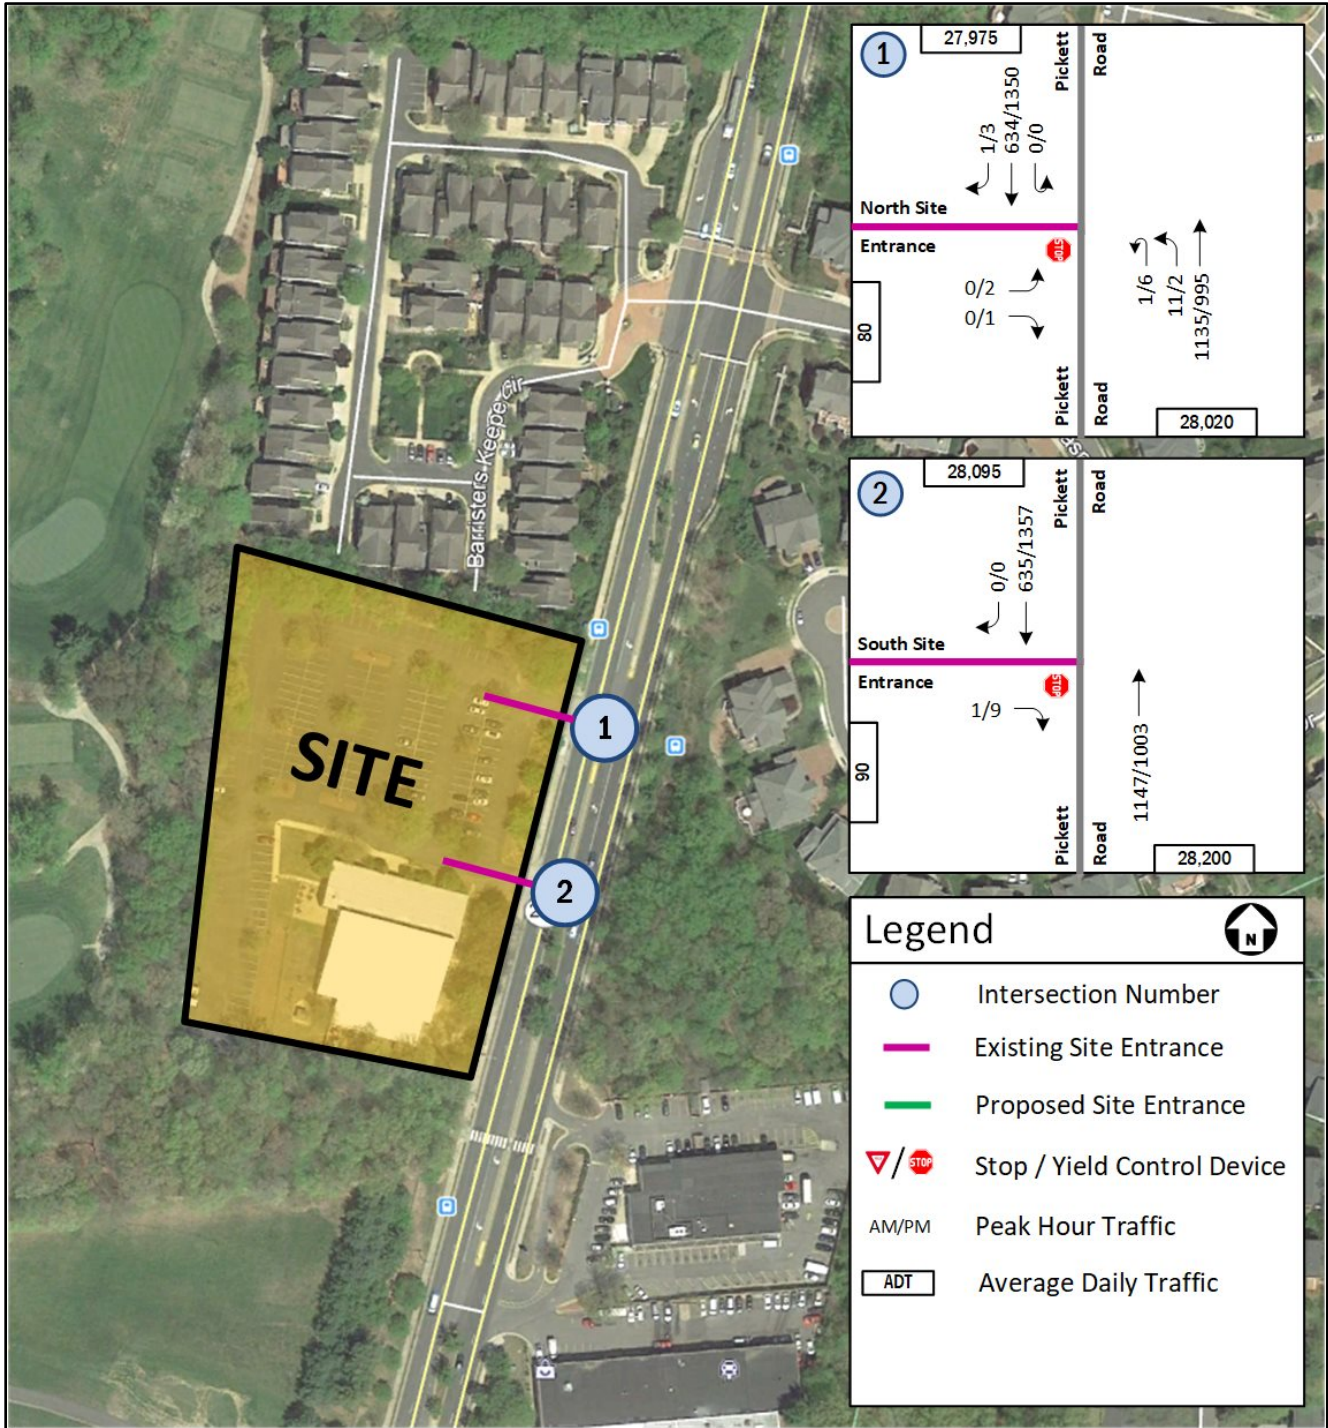 Barristers Keepe Cir
SITE
1
2
1
27,975
Pickett
Road
1/3
634/1350
0/0
North Site
Entrance
STOP
0/2
0/1
80
1/6
11/2
1135/995
Pickett
Road
28,020
2
28,095
Pickett
Road
0/0
635/1357
South Site
Entrance
STOP
1/9
90
1147/1003
Pickett
Road
28,200
Legend
N
Intersection Number
Existing Site Entrance
Proposed Site Entrance
/ STOP Stop / Yield Control Device
AM/PM Peak Hour Traffic
ADT Average Daily Traffic